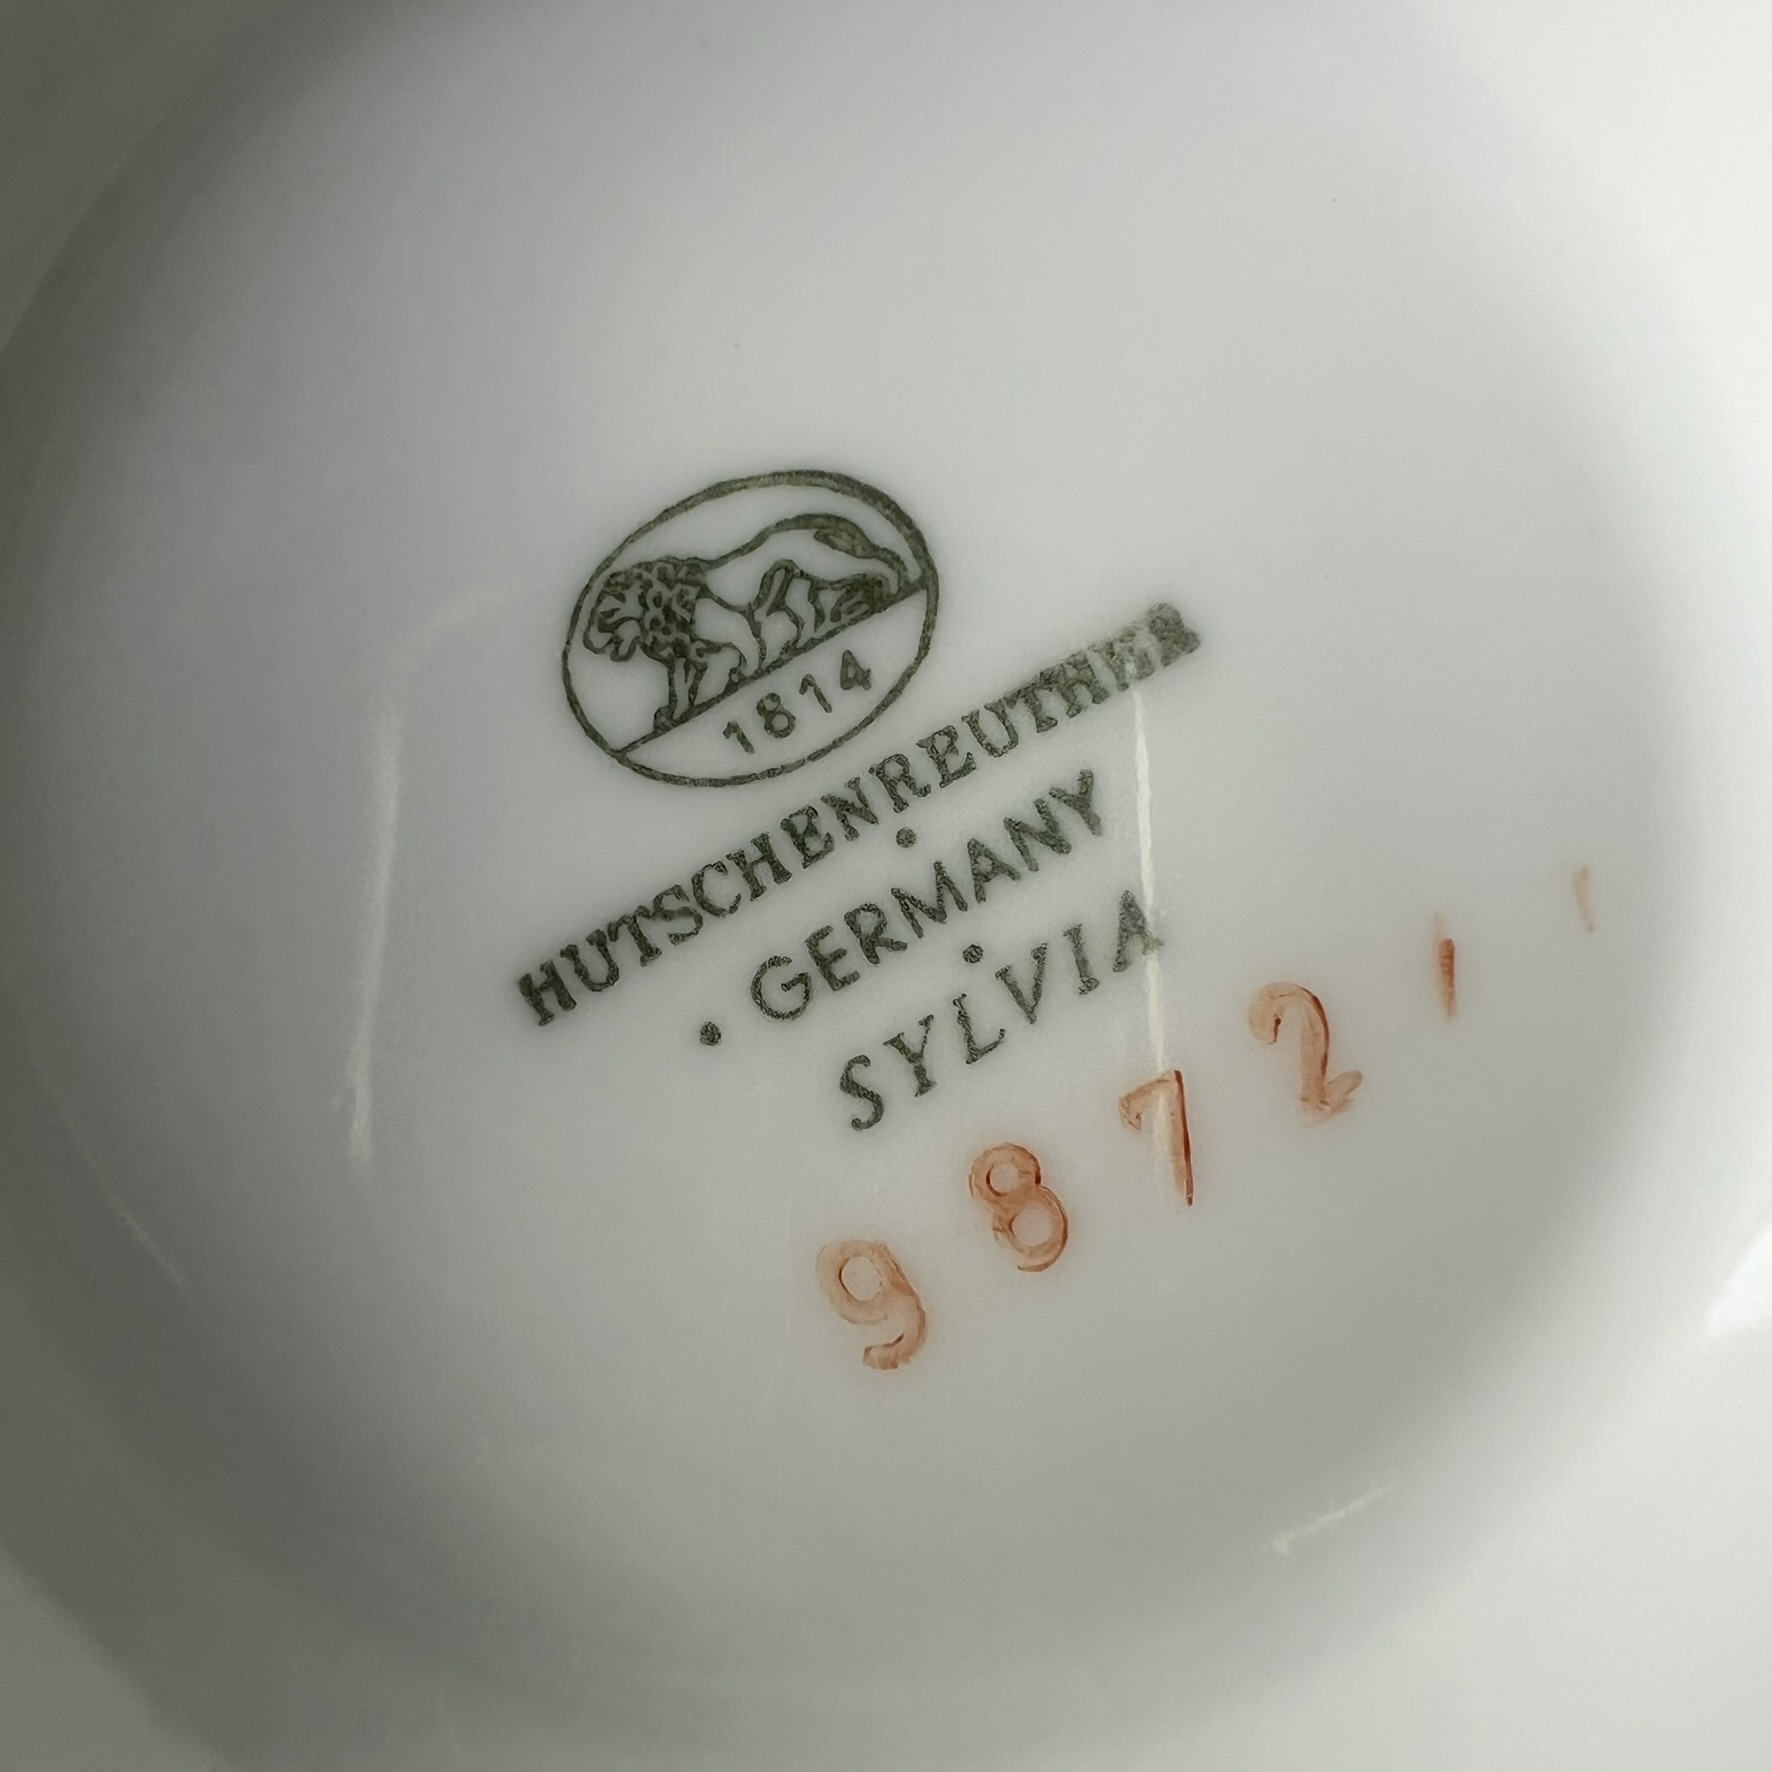 1814
HUTSCHENREUTHER
• GERMANY •
SYLVIA
9872 ' '